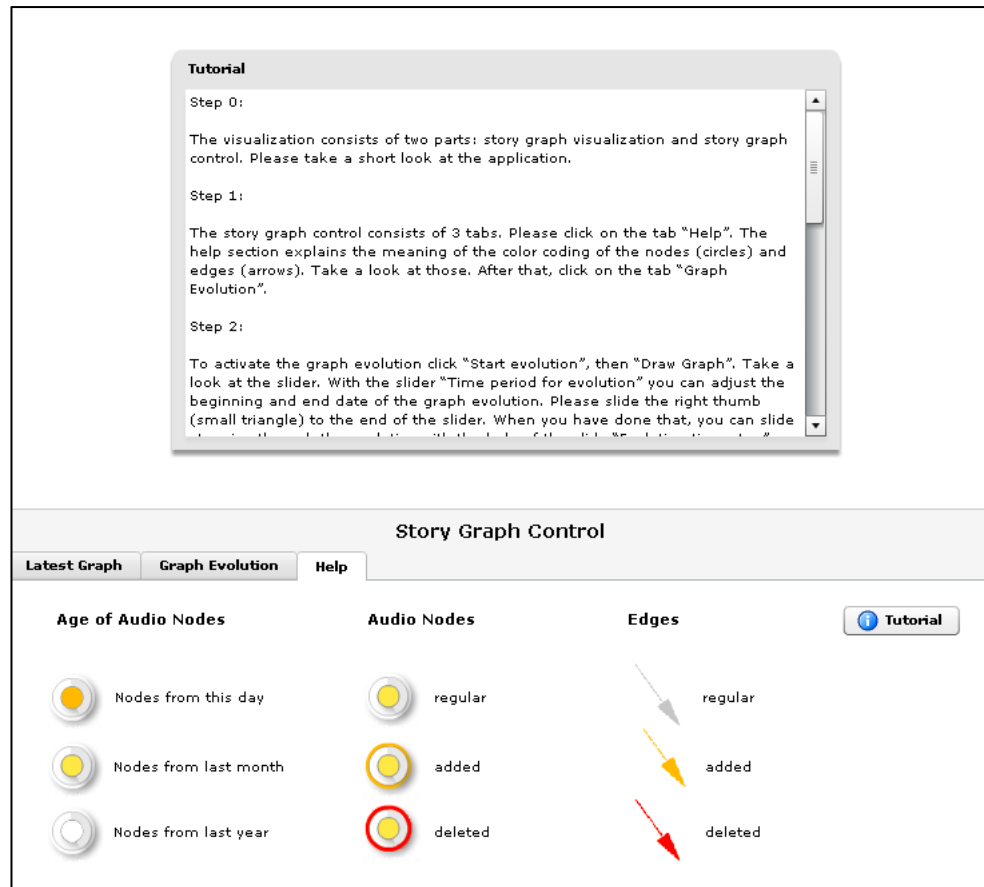 Tutorial
Step 0:
The visualization consists of two parts: story graph visualization and story graph
control. Please take a short look at the application.
Step 1:
The story graph control consists of 3 tabs. Please click on the tab “Help”. The
help section explains the meaning of the color coding of the nodes (circles) and
edges (arrows). Take a look at those. After that, click on the tab “Graph
Evolution”.
Step 2:
To activate the graph evolution click “Start evolution”, then “Draw Graph”. Take a
look at the slider. With the slider “Time period for evolution” you can adjust the
beginning and end date of the graph evolution. Please slide the right thumb
(small triangle) to the end of the slider. When you have done that, you can slide
Story Graph Control
Latest Graph Graph Evolution Help
Age of Audio Nodes Audio Nodes Edges Tutorial
Nodes from this day regular regular
Nodes from last month added added
Nodes from last year deleted deleted